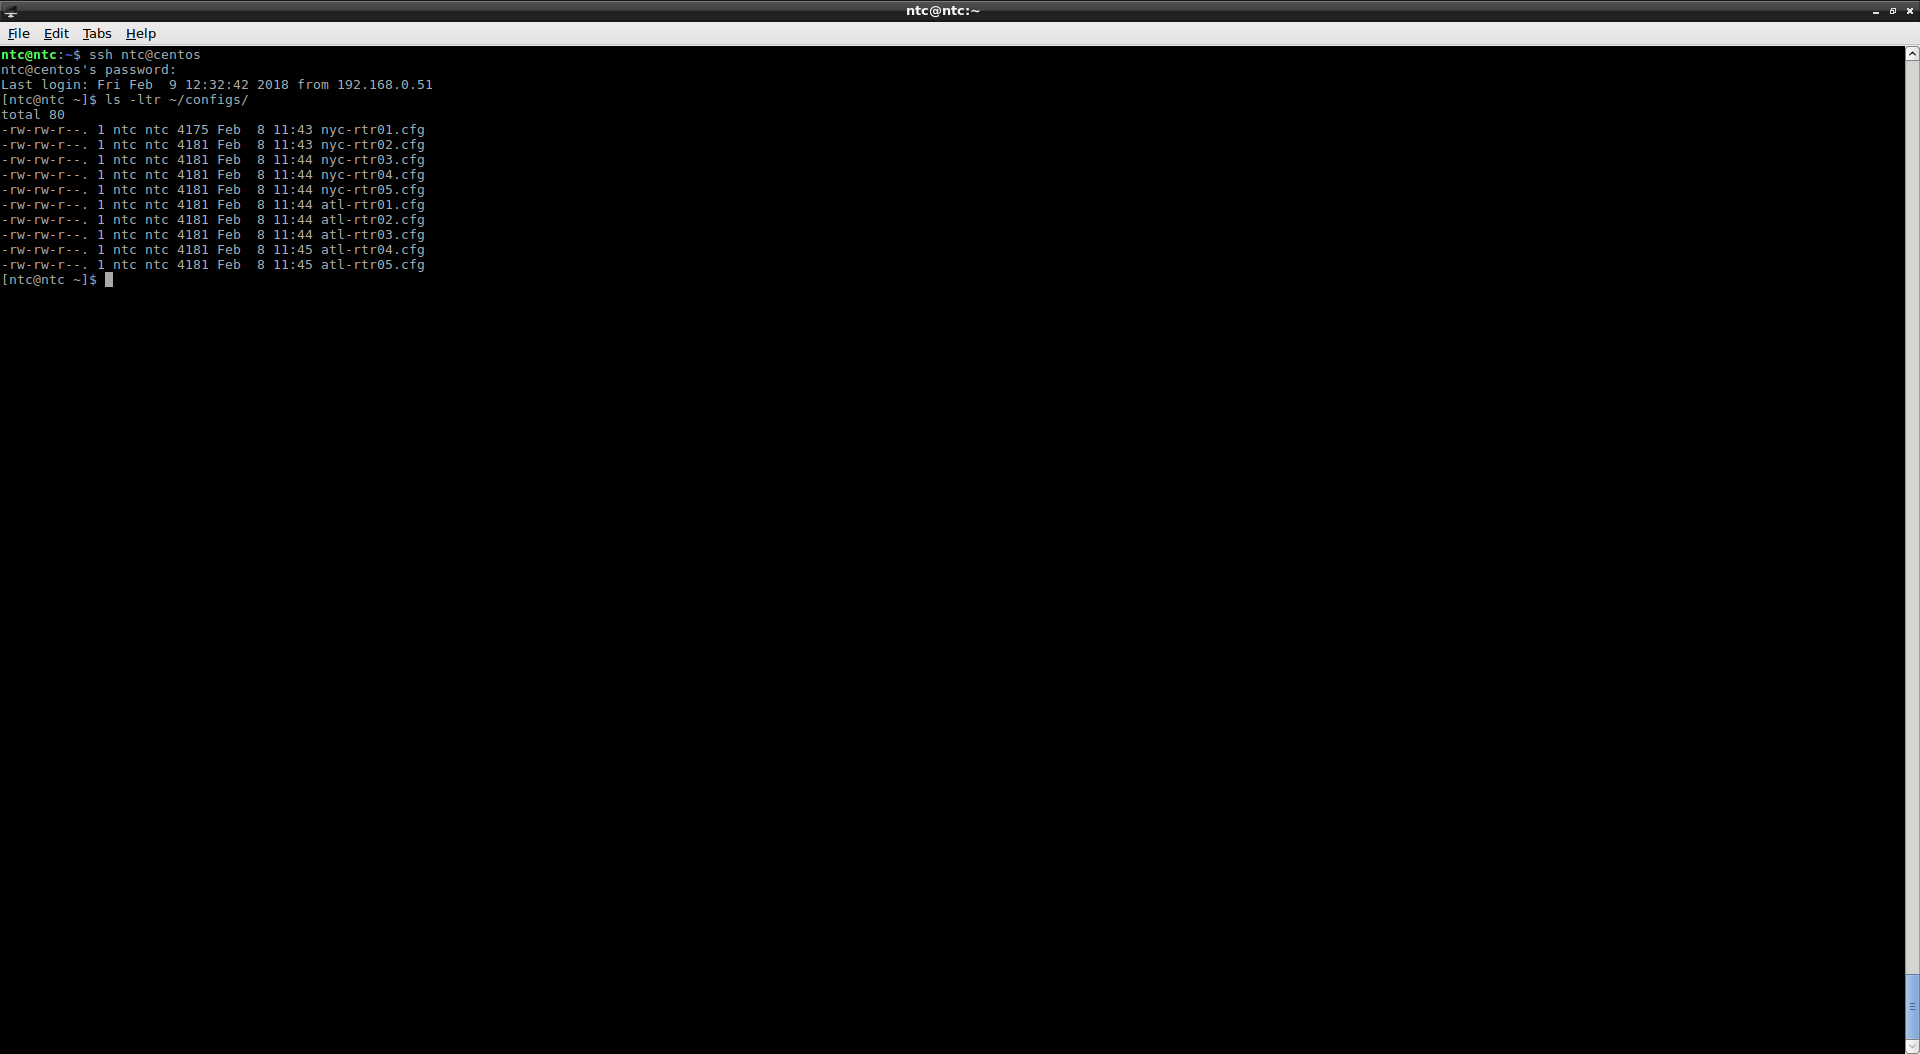 ntc@ntc:~
File Edit Tabs Help
ntc@ntc:~$ ssh ntc@centos
ntc@centos's password:
Last login: Fri Feb  9 12:32:42 2018 from 192.168.0.51
[ntc@ntc ~]$ ls -ltr ~/configs/
total 80
-rw-rw-r--. 1 ntc ntc 4175 Feb  8 11:43 nyc-rtr01.cfg
-rw-rw-r--. 1 ntc ntc 4181 Feb  8 11:43 nyc-rtr02.cfg
-rw-rw-r--. 1 ntc ntc 4181 Feb  8 11:44 nyc-rtr03.cfg
-rw-rw-r--. 1 ntc ntc 4181 Feb  8 11:44 nyc-rtr04.cfg
-rw-rw-r--. 1 ntc ntc 4181 Feb  8 11:44 nyc-rtr05.cfg
-rw-rw-r--. 1 ntc ntc 4181 Feb  8 11:44 atl-rtr01.cfg
-rw-rw-r--. 1 ntc ntc 4181 Feb  8 11:44 atl-rtr02.cfg
-rw-rw-r--. 1 ntc ntc 4181 Feb  8 11:44 atl-rtr03.cfg
-rw-rw-r--. 1 ntc ntc 4181 Feb  8 11:45 atl-rtr04.cfg
-rw-rw-r--. 1 ntc ntc 4181 Feb  8 11:45 atl-rtr05.cfg
[ntc@ntc ~]$